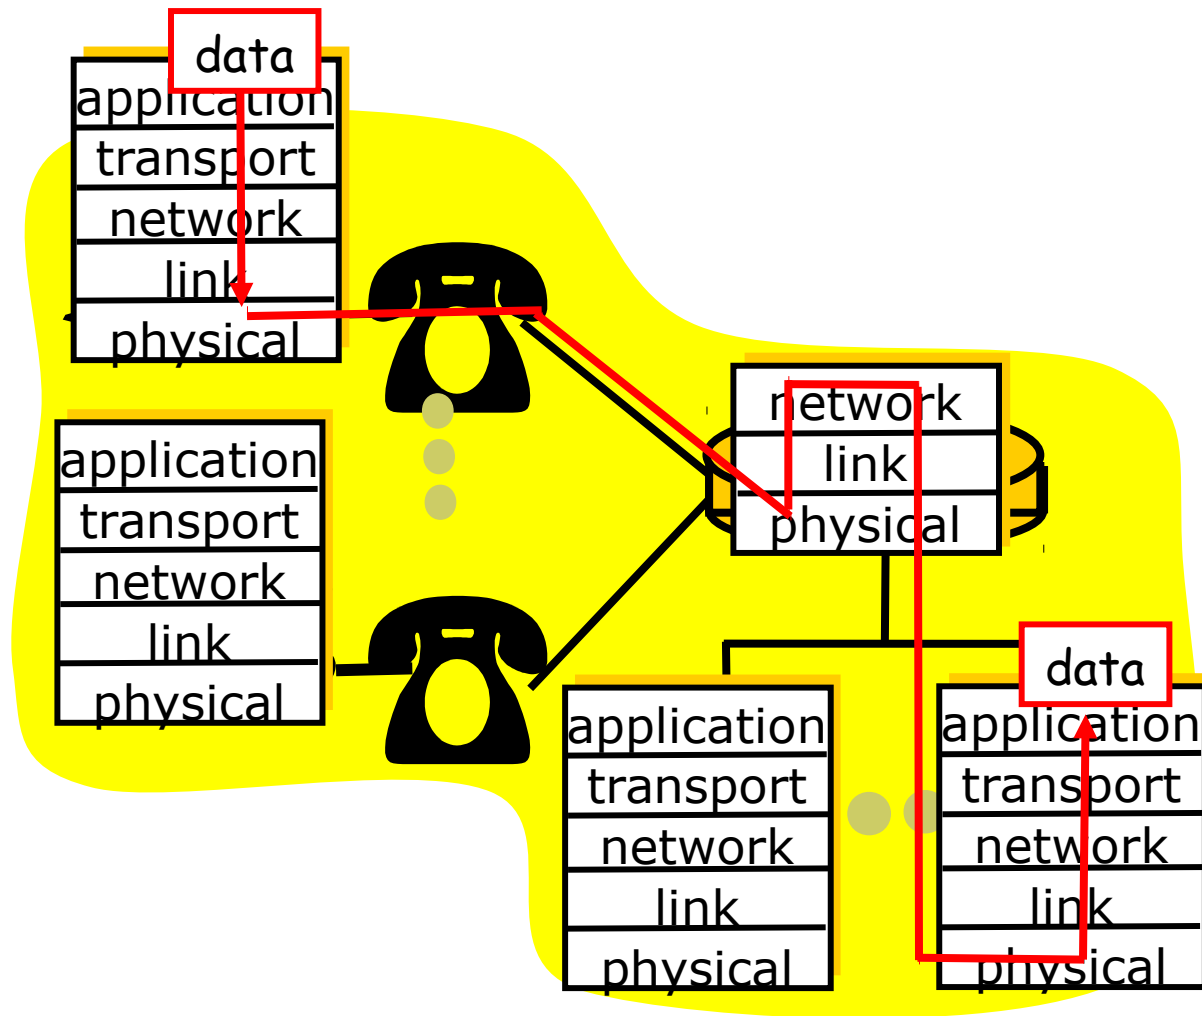 data
application
transport
network
link
physical
application
transport
network
link
physical
network
link
physical
application
transport
network
link
physical
data
application
transport
network
link
physical